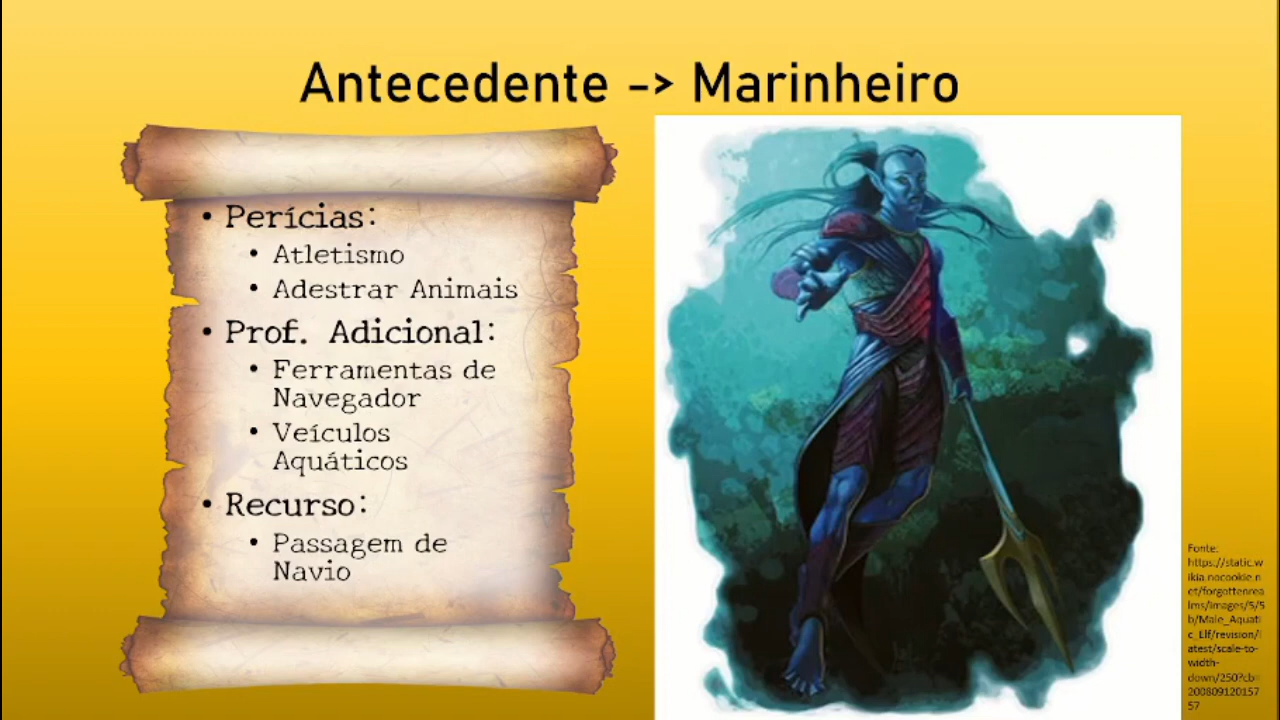 Antecedente -> Marinheiro
• Perícias:
• Atletismo
• Adestrar Animais
• Prof. Adicional:
• Ferramentas de
Navegador
• Veículos
Aquáticos
• Recurso:
• Passagem de
Navio
Fonte:
https://static.w
ikia.nocookie.n
et/forgottenrea
lms/images/5/5
b/Male_Aquati
c_Elf/revision/l
atest/scale-to-
width-
down/250?cb=
200809120157
57